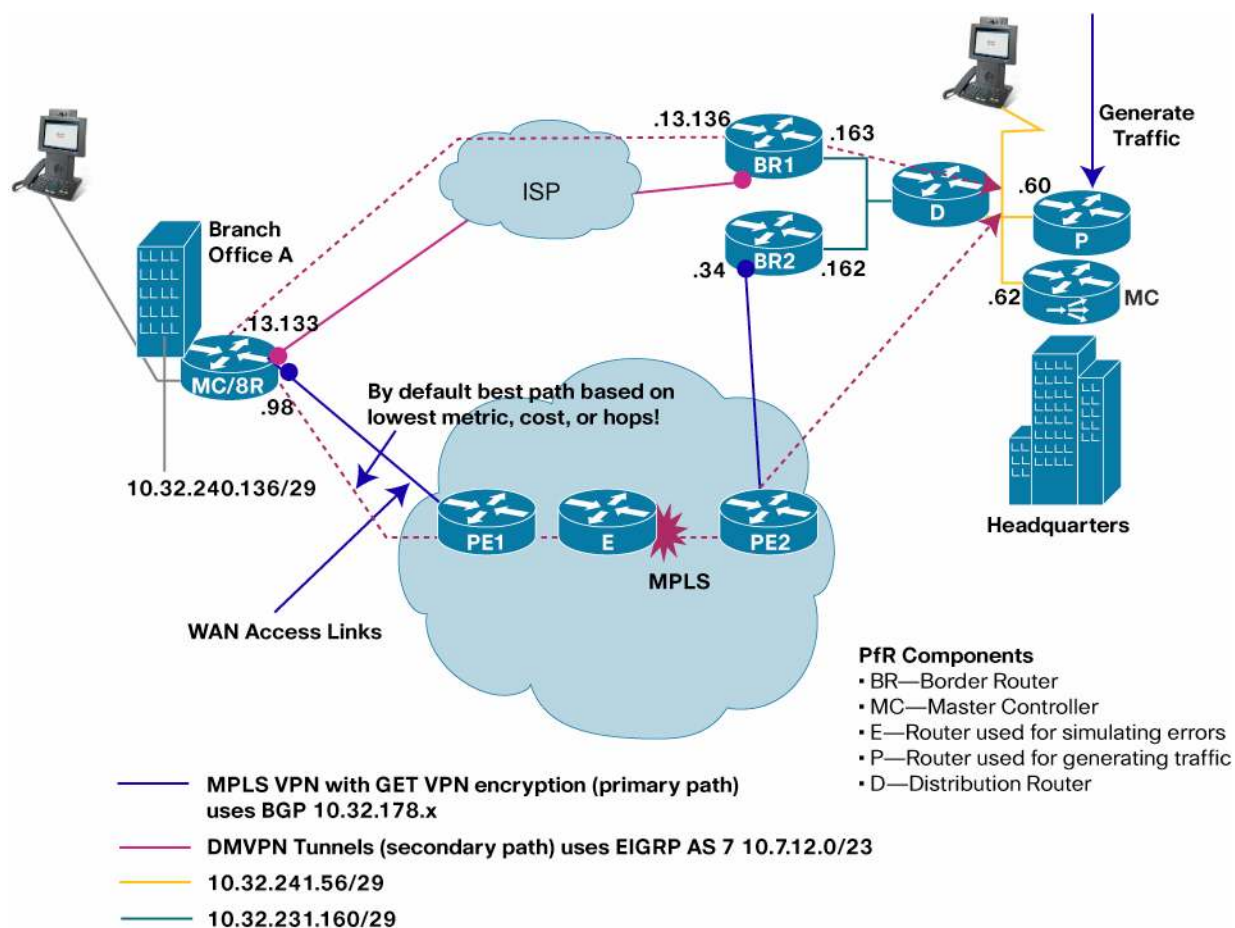 .13.136
.163
Generate
Traffic
ISP
BR1
D
.60
P
Branch
Office A
BR2
.34
.162
.62
MC
.13.133
MC/8R
.98
By default best path based on
lowest metric, cost, or hops!
10.32.240.136/29
PE1
E
PE2
MPLS
Headquarters
WAN Access Links
PfR Components
▪ BR—Border Router
▪ MC—Master Controller
▪ E—Router used for simulating errors
▪ P—Router used for generating traffic
▪ D—Distribution Router
MPLS VPN with GET VPN encryption (primary path)
uses BGP 10.32.178.x
DMVPN Tunnels (secondary path) uses EIGRP AS 7 10.7.12.0/23
10.32.241.56/29
10.32.231.160/29